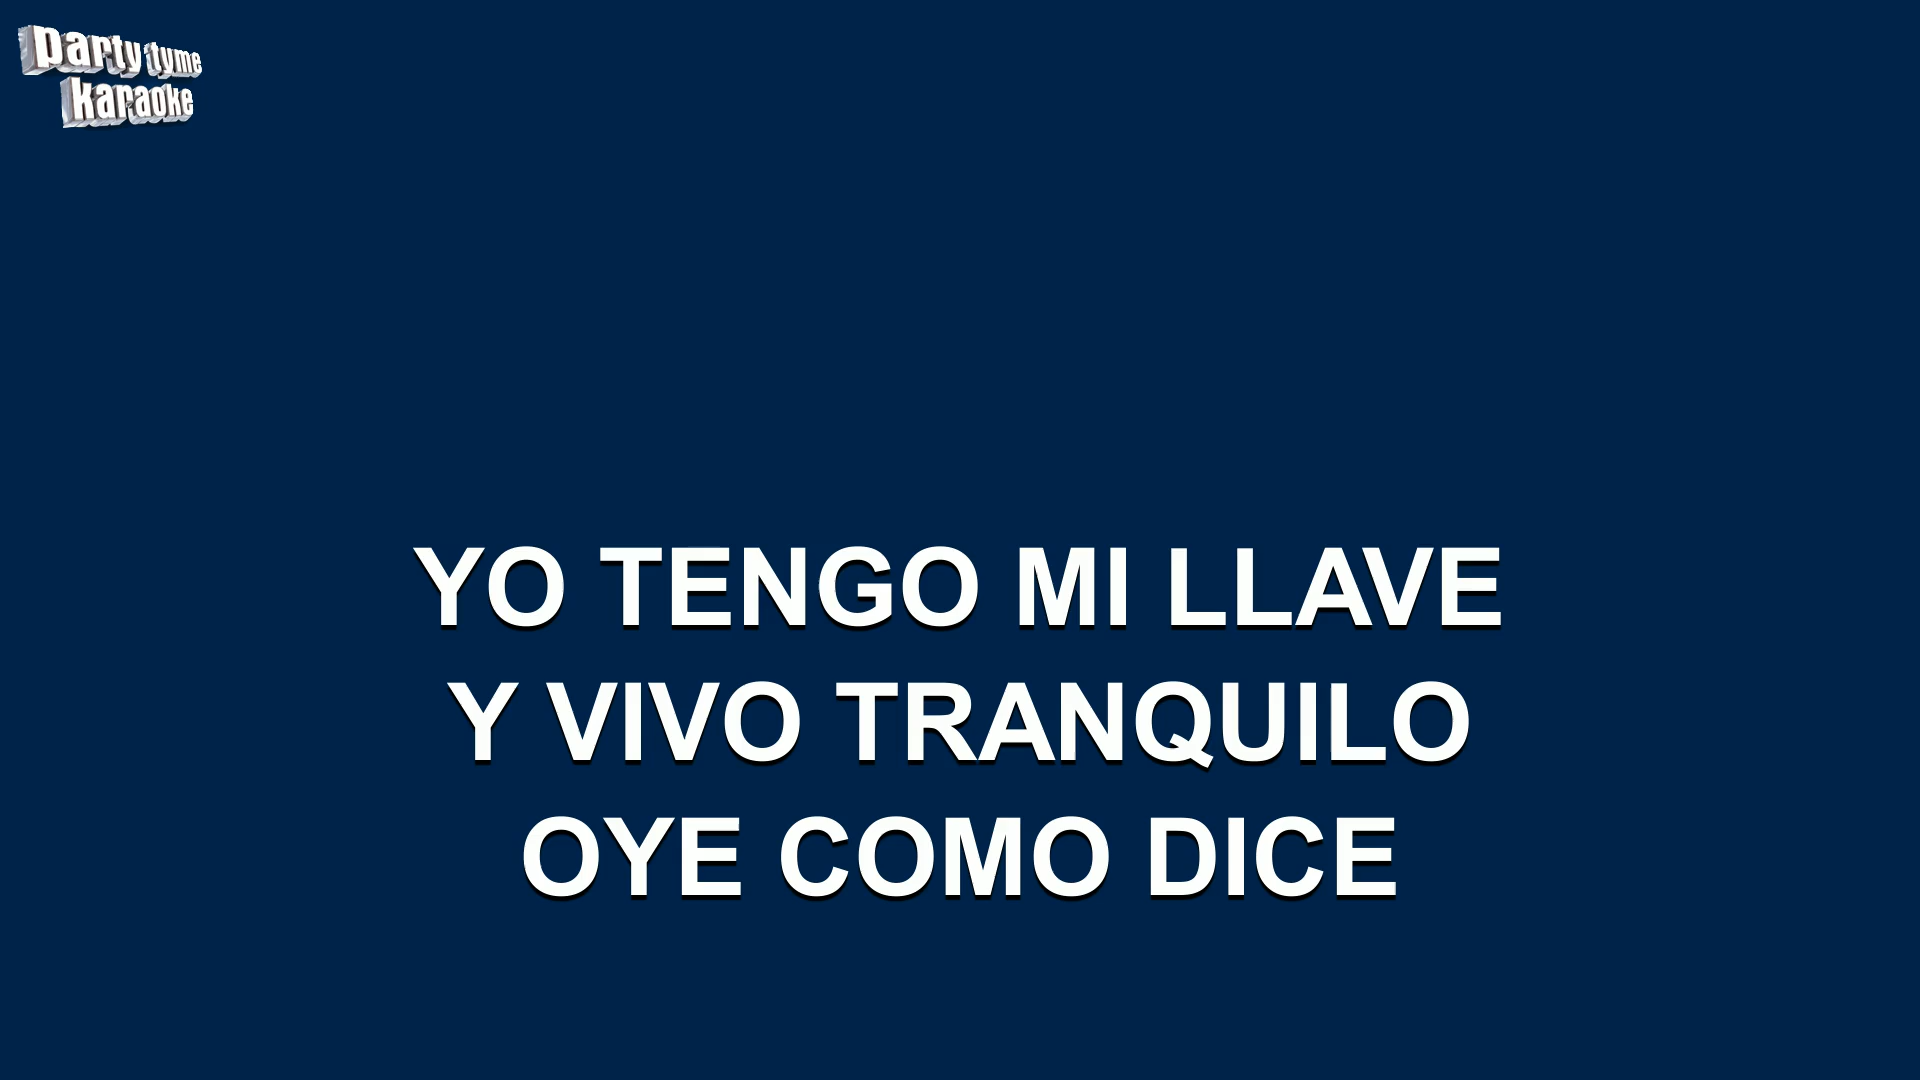 party tyme
karaoke
YO TENGO MI LLAVE
Y VIVO TRANQUILO
OYE COMO DICE